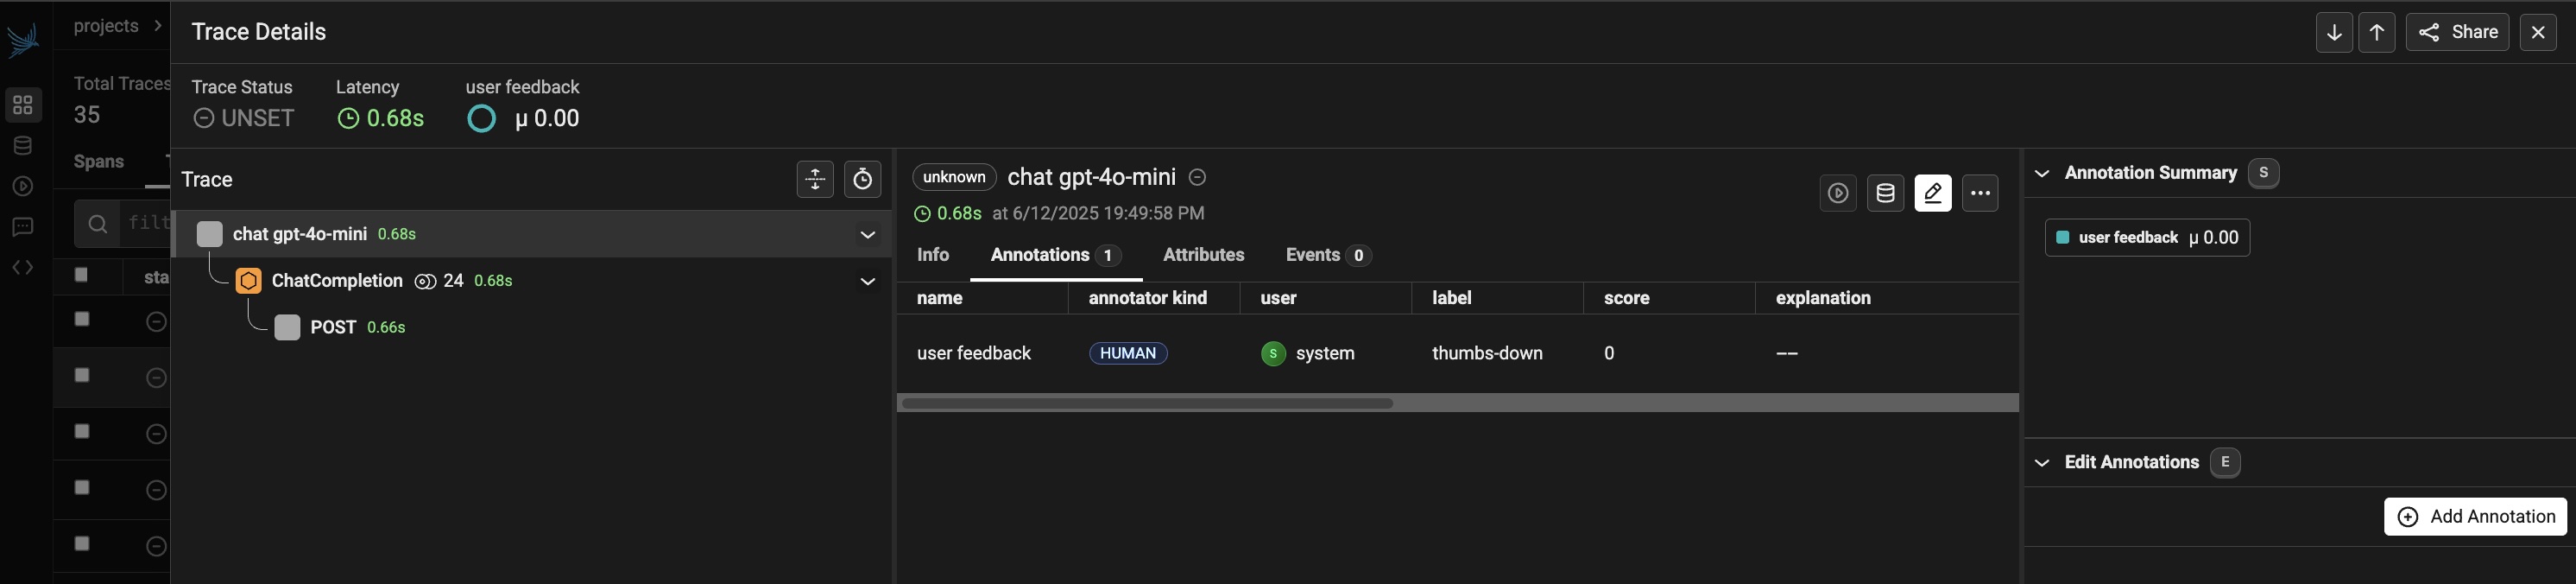 projects
Trace Details
Share
Total Traces
35
Trace Status
Latency
user feedback
UNSET
0.68s
μ 0.00
Spans
Trace
filt
sta
chat gpt-4o-mini 0.68s
ChatCompletion 24 0.68s
POST 0.66s
unknown chat gpt-4o-mini
0.68s at 6/12/2025 19:49:58 PM
Info Annotations 1 Attributes Events 0
name annotator kind user label score explanation
user feedback HUMAN S system thumbs-down 0 --
Annotation Summary S
user feedback μ 0.00
Edit Annotations E
Add Annotation